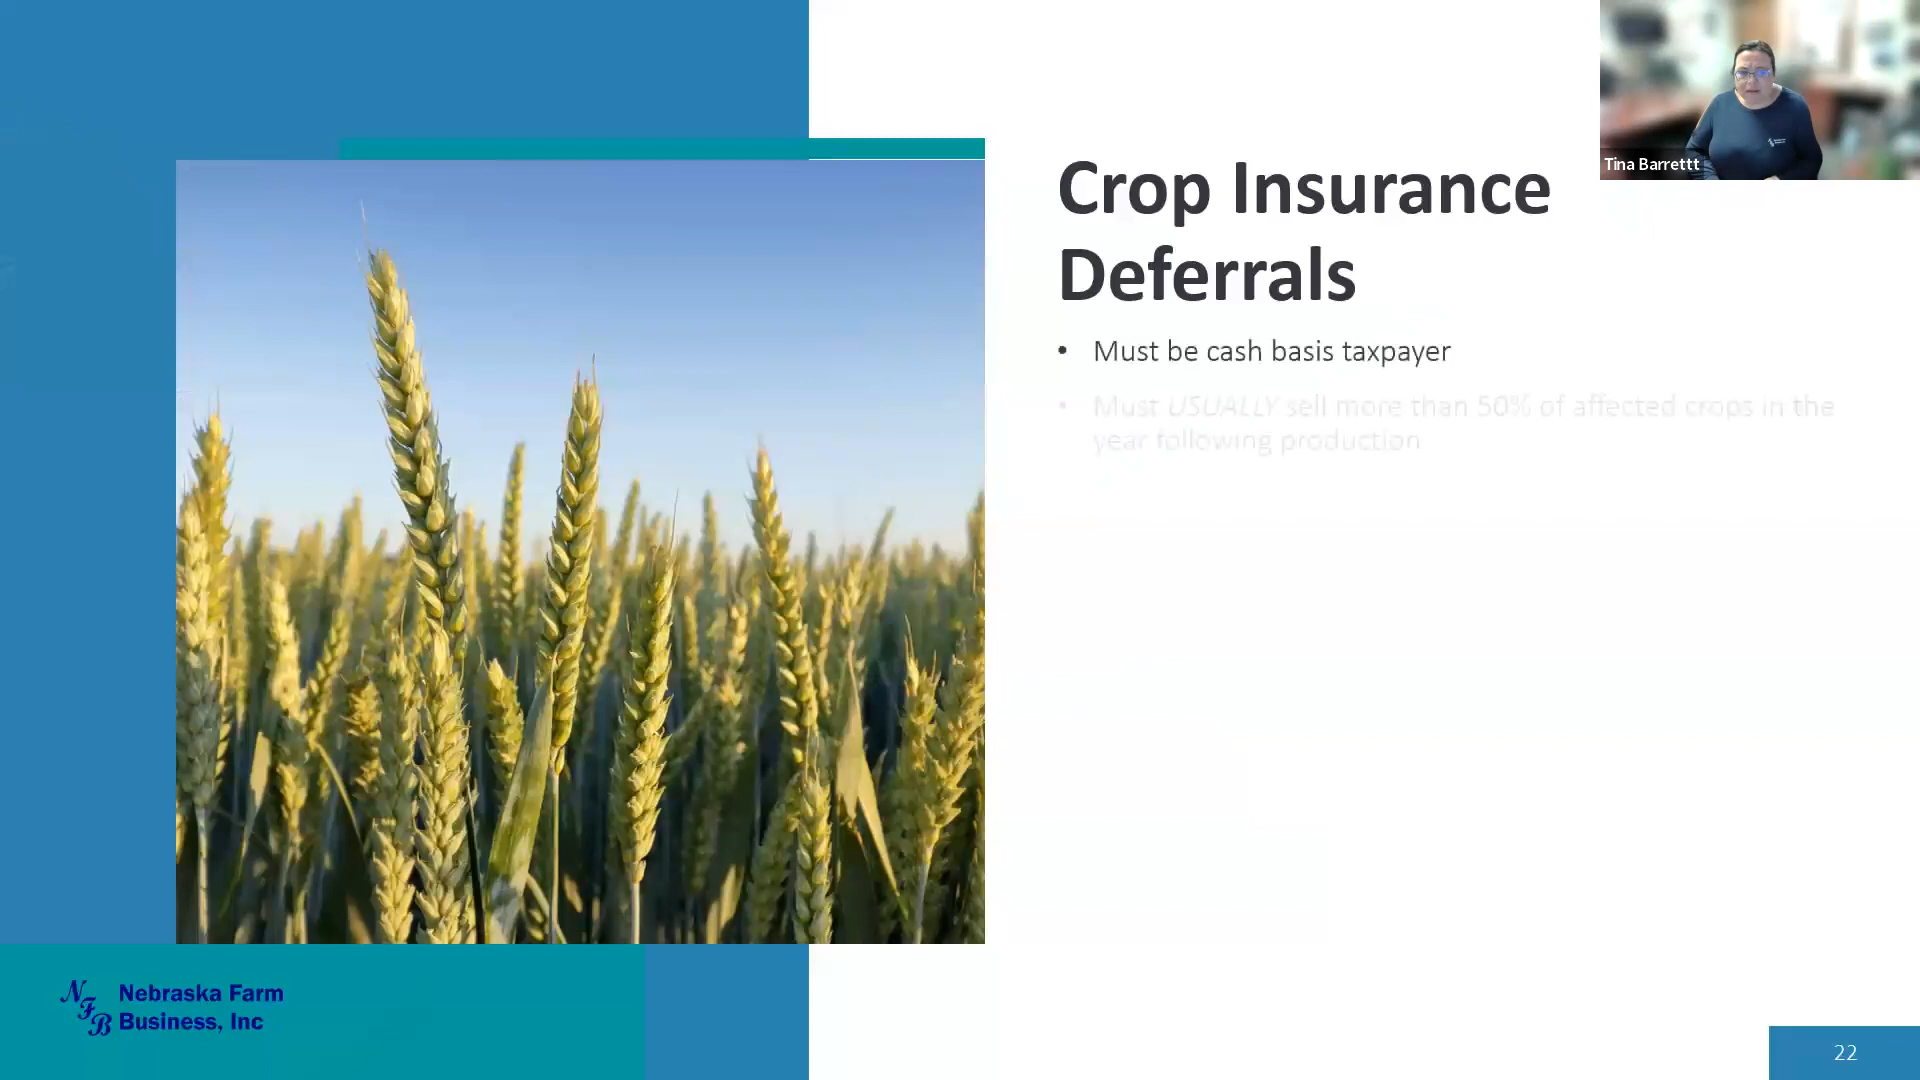 Tina Barrettt
Crop Insurance
Deferrals
• Must be cash basis taxpayer
• Must USUALLY sell more than 50% of affected crops in the
year following production
NFB
Nebraska Farm
Business, Inc
22